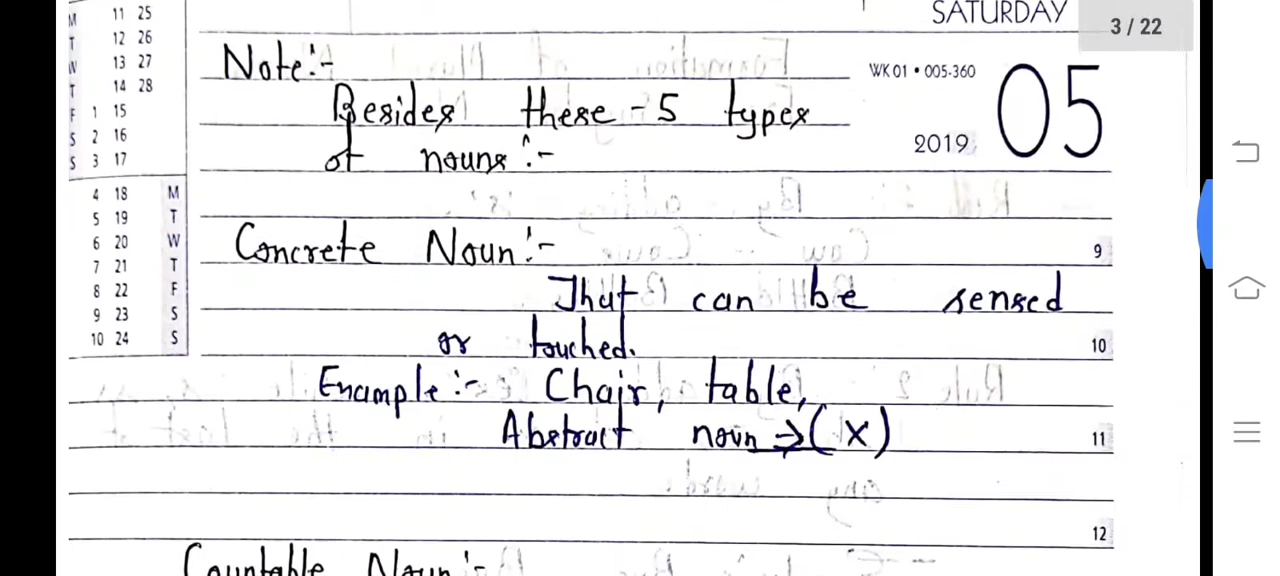 SATURDAY
3 / 22
WK 01 • 005-360
05
2019
M 11 25
T 12 26
W 13 27
T 14 28
F 1 15
S 2 16
S 3 17
4 18 M
5 19 T
6 20 W
7 21 T
8 22 F
9 23 S
10 24 S
Note:-
Besides these - 5 types
of nouns:-
Concrete Noun:-
9
That can be sensed
or touched.
10
Example:- Chair, table,
Abstract noun → (X)
11
12
Countable Noun:-